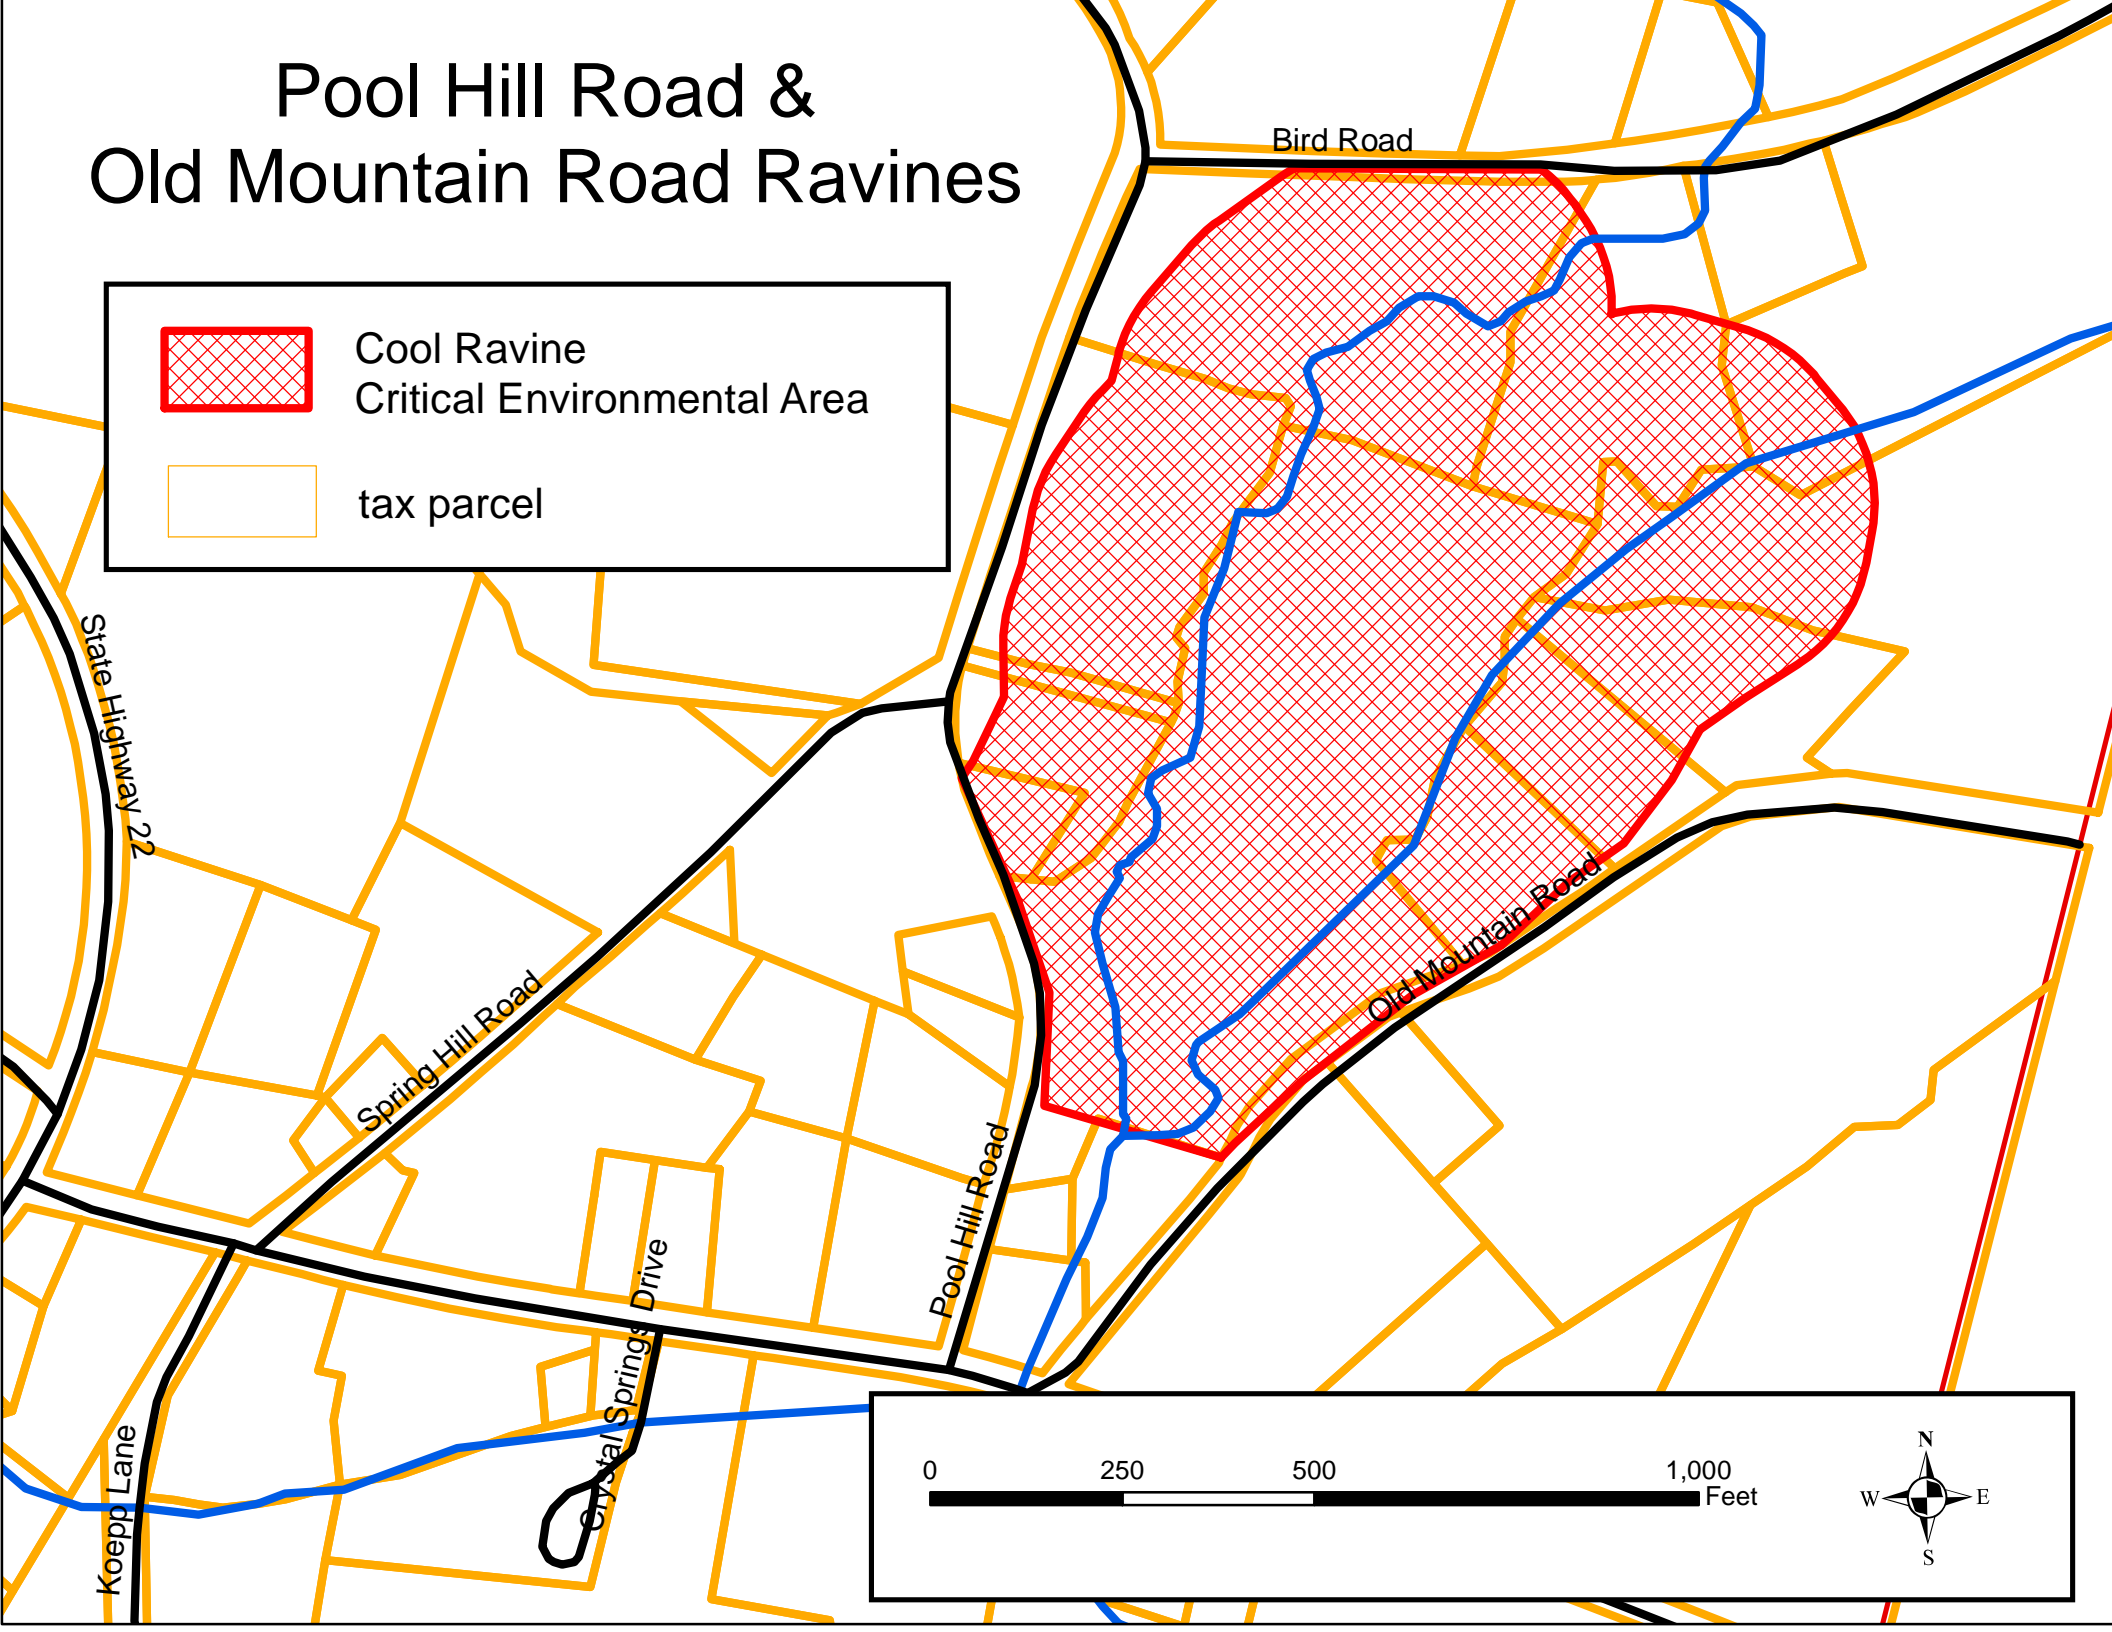 Pool Hill Road &
Old Mountain Road Ravines
Bird Road
Cool Ravine
Critical Environmental Area
tax parcel
State Highway 22
Spring Hill Road
Old Mountain Road
Pool Hill Road
Crystal Springs Drive
Koepp Lane
0 250 500 1,000
Feet
N
W E
S